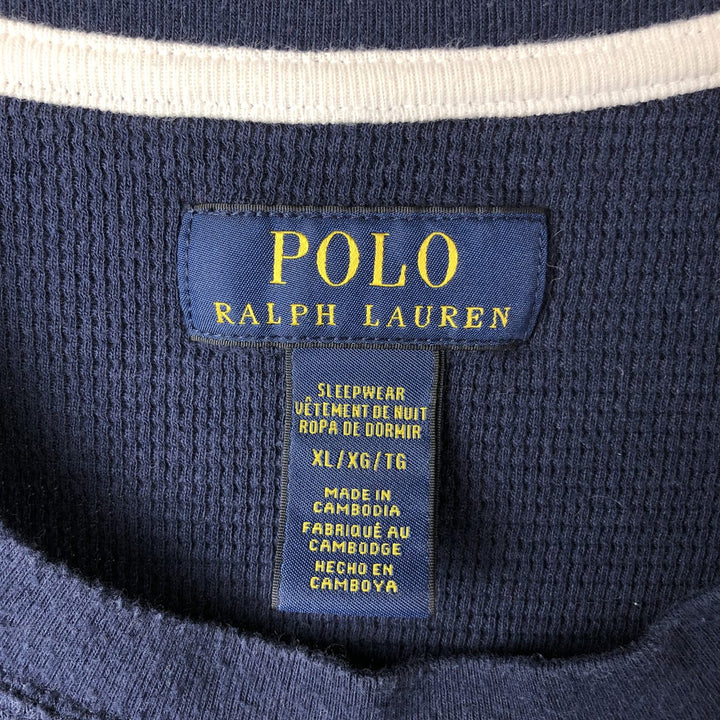 POLO
RALPH LAUREN
SLEEPWEAR
VÊTEMENT DE NUIT
ROPA DE DORMIR
XL/XG/TG
MADE IN
CAMBODIA
FABRIQUÉ AU
CAMBODGE
HECHO EN
CAMBOYA